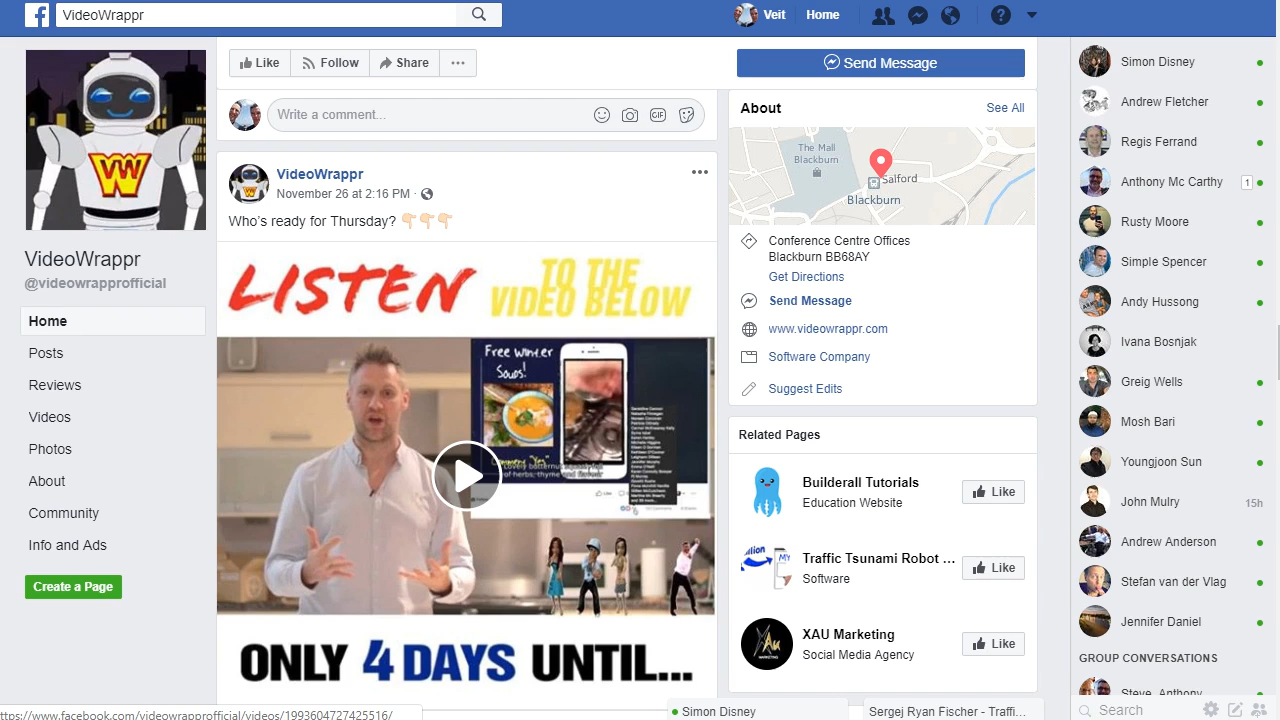 VideoWrappr
Veit
Home
Like
Follow
Share
Send Message
Write a comment...
GIF
VideoWrappr
@videowrapprofficial
Home
Posts
Reviews
Videos
Photos
About
Community
Info and Ads
Create a Page
VideoWrappr
November 26 at 2:16 PM ·
Who's ready for Thursday?
LISTEN TO THE
VIDEO BELOW
Free winter
Soups!
ONLY 4 DAYS UNTIL...
About
See All
The Mall
Blackburn
Salford
Blackburn
Conference Centre Offices
Blackburn BB68AY
Get Directions
Send Message
www.videowrappr.com
Software Company
Suggest Edits
Related Pages
Builderall Tutorials
Education Website
Like
Traffic Tsunami Robot ...
Software
Like
XAU Marketing
Social Media Agency
Like
Simon Disney
Andrew Fletcher
Regis Ferrand
Anthony Mc Carthy
1
Rusty Moore
Simple Spencer
Andy Hussong
Ivana Bosnjak
Greig Wells
Mosh Bari
Youngjoon Sun
John Mulry
15h
Andrew Anderson
Stefan van der Vlag
Jennifer Daniel
GROUP CONVERSATIONS
Steve, Anthony
Search
ttps://www.facebook.com/videowrapprofficial/videos/1993604727425516/
Simon Disney
Sergej Ryan Fischer - Traffi...